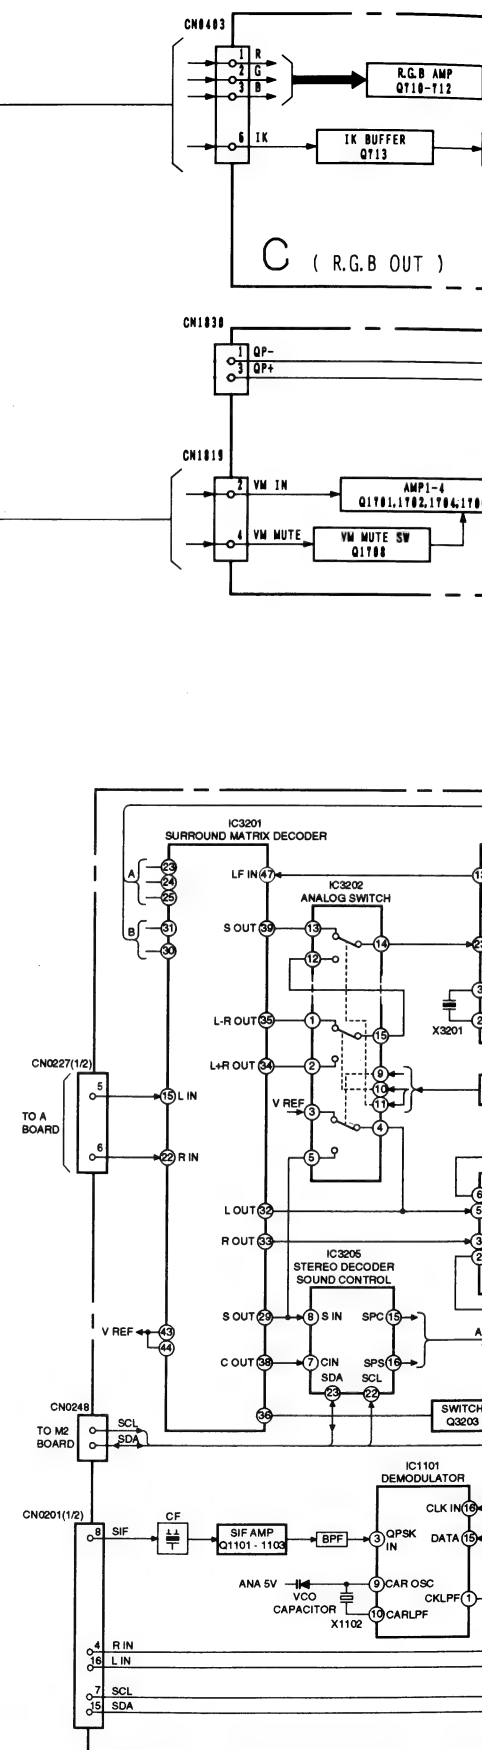 CN0403
1 R
2 G
3 B
R.G.B AMP
Q710-712
6 IK
IK BUFFER
Q713
C ( R.G.B OUT )
CN1830
1 QP-
3 QP+
CN1819
2 VM IN
AMP1-4
Q1701,1702,1704,170
4 VM MUTE
VM MUTE SW
Q1708
IC3201
SURROUND MATRIX DECODER
A
23
24
25
B
31
30
LF IN 47
IC3202
ANALOG SWITCH
S OUT 39
13
14
12
L-R OUT 35
1
15
X3201
L+R OUT 34
2
9
10
11
V REF
3
4
5
CN0227(1/2)
TO A
BOARD
5
6
15 L IN
22 R IN
L OUT 32
R OUT 33
IC3205
STEREO DECODER
SOUND CONTROL
V REF
43
44
S OUT 29
8 S IN
SPC 15
C OUT 38
7 CIN
SPS 16
SDA SCL
23 22
A
36
SWITCH
Q3203
CN0248
TO M2
BOARD
SCL
SDA
IC1101
DEMODULATOR
CN0201(1/2)
8 SIF
CF
SIF AMP
Q1101 - 1103
BPF
3 QPSK
IN
CLK IN 16
DATA 15
ANA 5V
VCO
CAPACITOR
X1102
9 CAR OSC
10 CARLPF
CKLPF 1
4 R IN
16 L IN
7 SCL
15 SDA